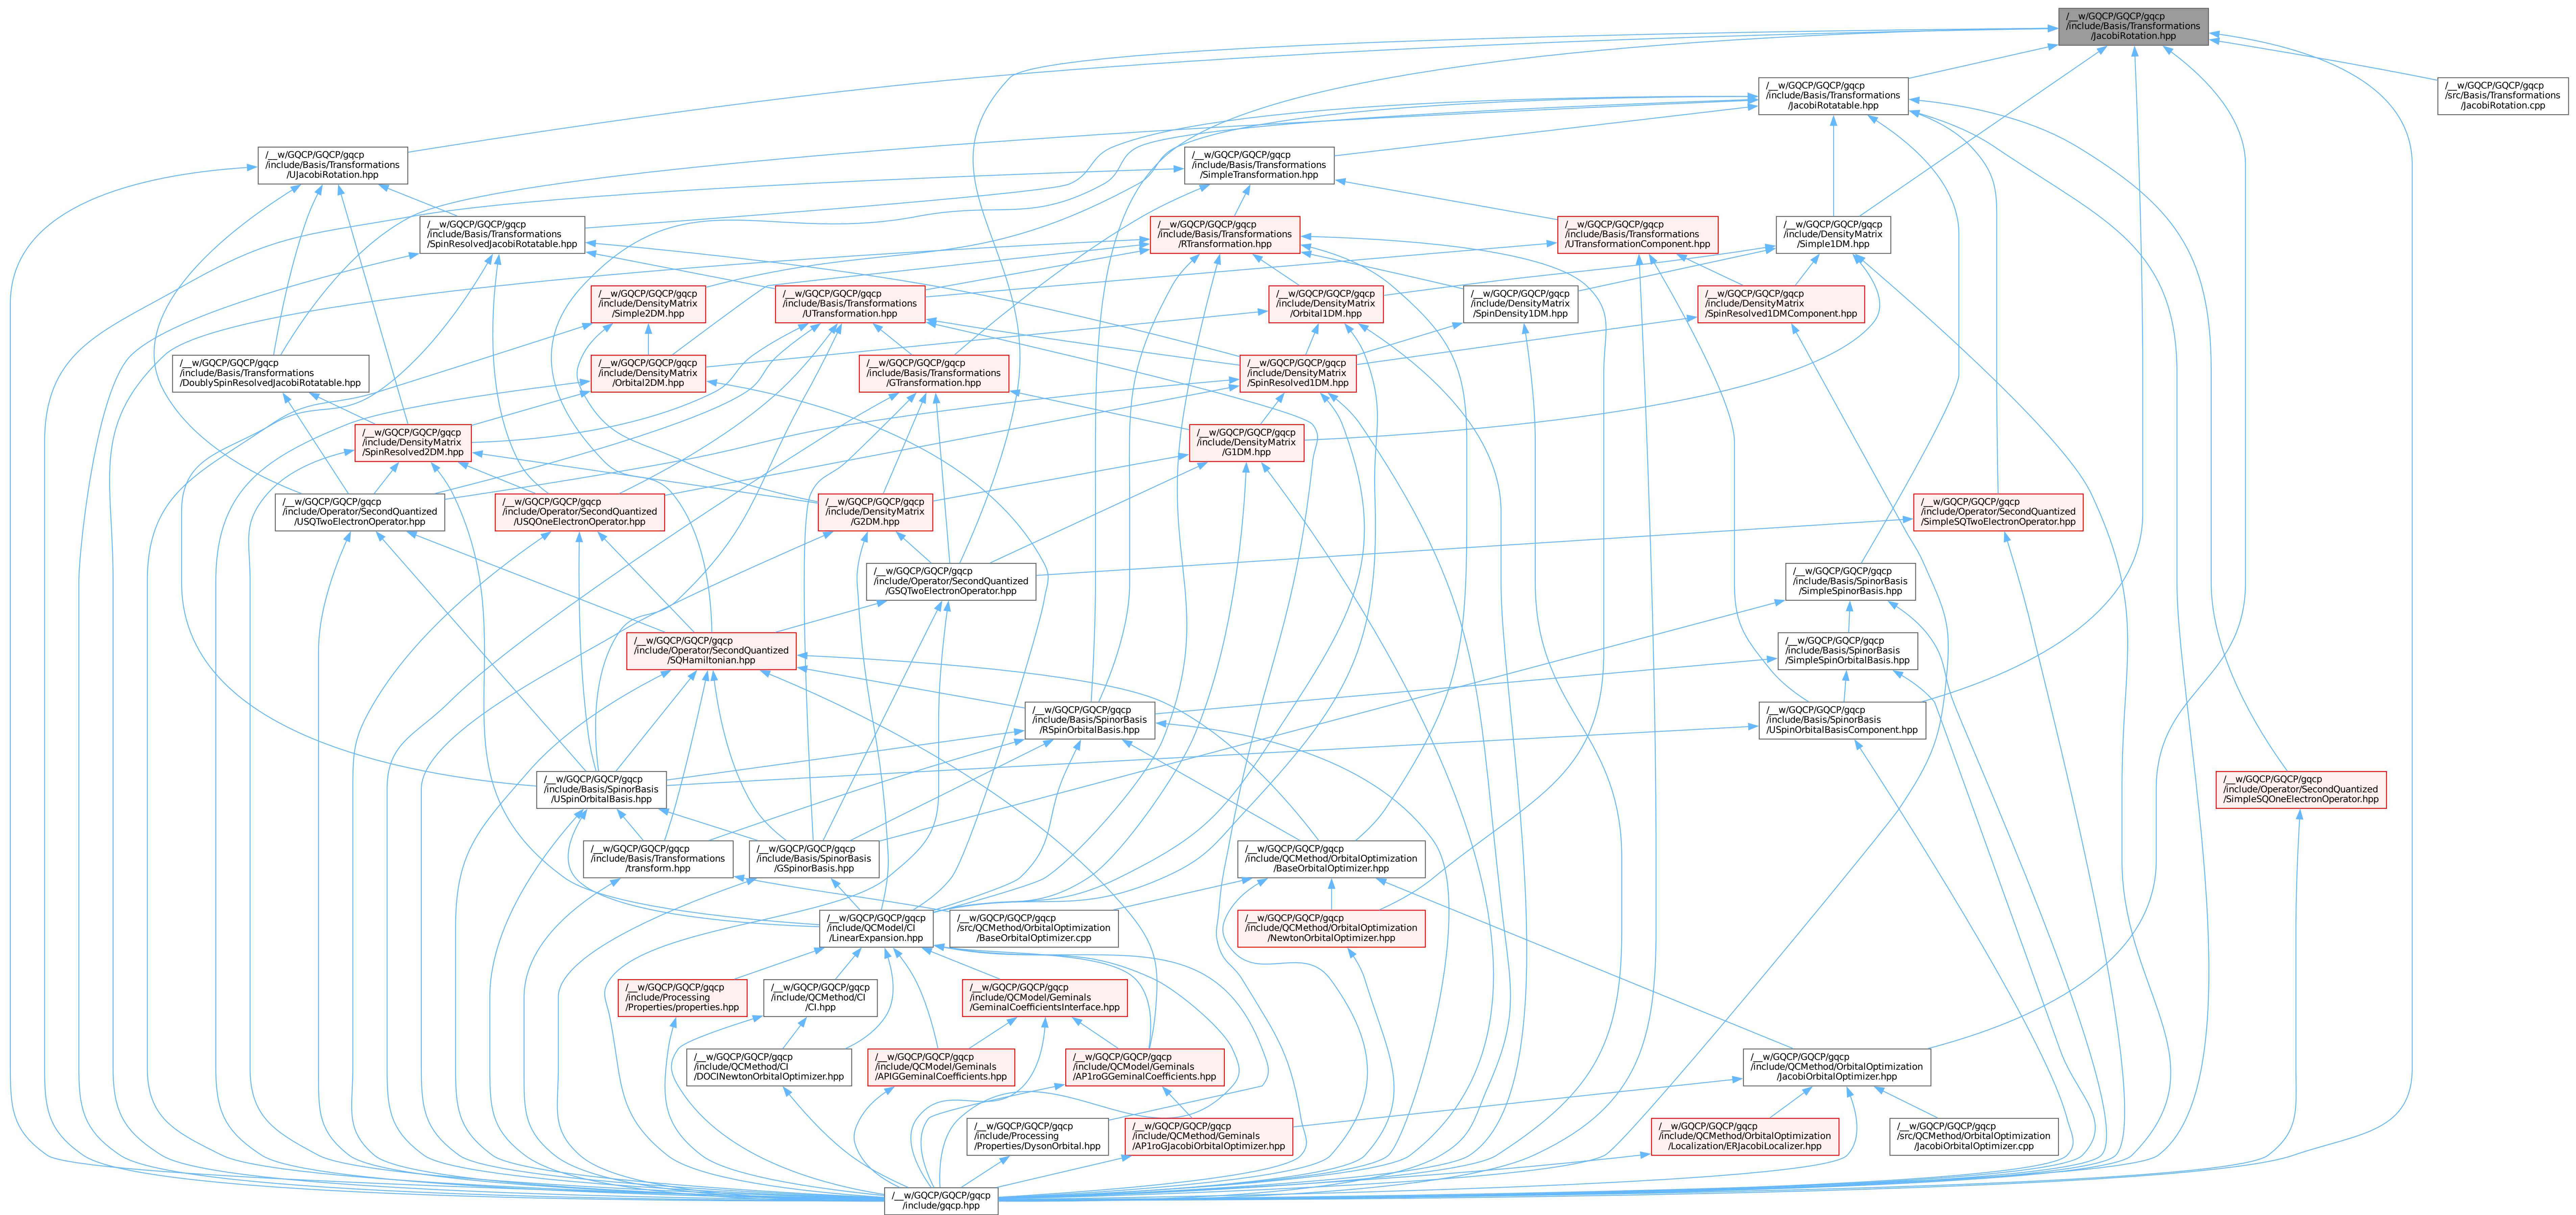 /__w/GQCP/GQCP/gqcp
/include/Basis/Transformations
/JacobiRotation.hpp
/__w/GQCP/GQCP/gqcp
/include/Basis/Transformations
/JacobiRotatable.hpp
/__w/GQCP/GQCP/gqcp
/src/Basis/Transformations
/JacobiRotation.cpp
/__w/GQCP/GQCP/gqcp
/include/Basis/Transformations
/UJacobiRotation.hpp
/__w/GQCP/GQCP/gqcp
/include/Basis/Transformations
/SimpleTransformation.hpp
/__w/GQCP/GQCP/gqcp
/include/Basis/Transformations
/SpinResolvedJacobiRotatable.hpp
/__w/GQCP/GQCP/gqcp
/include/Basis/Transformations
/RTransformation.hpp
/__w/GQCP/GQCP/gqcp
/include/Basis/Transformations
/UTransformationComponent.hpp
/__w/GQCP/GQCP/gqcp
/include/DensityMatrix
/Simple1DM.hpp
/__w/GQCP/GQCP/gqcp
/include/DensityMatrix
/Simple2DM.hpp
/__w/GQCP/GQCP/gqcp
/include/Basis/Transformations
/UTransformation.hpp
/__w/GQCP/GQCP/gqcp
/include/DensityMatrix
/Orbital1DM.hpp
/__w/GQCP/GQCP/gqcp
/include/DensityMatrix
/SpinDensity1DM.hpp
/__w/GQCP/GQCP/gqcp
/include/DensityMatrix
/SpinResolved1DMComponent.hpp
/__w/GQCP/GQCP/gqcp
/include/Basis/Transformations
/DoublySpinResolvedJacobiRotatable.hpp
/__w/GQCP/GQCP/gqcp
/include/DensityMatrix
/Orbital2DM.hpp
/__w/GQCP/GQCP/gqcp
/include/Basis/Transformations
/GTransformation.hpp
/__w/GQCP/GQCP/gqcp
/include/DensityMatrix
/SpinResolved1DM.hpp
/__w/GQCP/GQCP/gqcp
/include/DensityMatrix
/SpinResolved2DM.hpp
/__w/GQCP/GQCP/gqcp
/include/DensityMatrix
/G1DM.hpp
/__w/GQCP/GQCP/gqcp
/include/Operator/SecondQuantized
/USQTwoElectronOperator.hpp
/__w/GQCP/GQCP/gqcp
/include/Operator/SecondQuantized
/USQOneElectronOperator.hpp
/__w/GQCP/GQCP/gqcp
/include/DensityMatrix
/G2DM.hpp
/__w/GQCP/GQCP/gqcp
/include/Operator/SecondQuantized
/SimpleSQTwoElectronOperator.hpp
/__w/GQCP/GQCP/gqcp
/include/Operator/SecondQuantized
/GSQTwoElectronOperator.hpp
/__w/GQCP/GQCP/gqcp
/include/Basis/SpinorBasis
/SimpleSpinorBasis.hpp
/__w/GQCP/GQCP/gqcp
/include/Operator/SecondQuantized
/SQHamiltonian.hpp
/__w/GQCP/GQCP/gqcp
/include/Basis/SpinorBasis
/SimpleSpinOrbitalBasis.hpp
/__w/GQCP/GQCP/gqcp
/include/Basis/SpinorBasis
/RSpinOrbitalBasis.hpp
/__w/GQCP/GQCP/gqcp
/include/Basis/SpinorBasis
/USpinOrbitalBasisComponent.hpp
/__w/GQCP/GQCP/gqcp
/include/Basis/SpinorBasis
/USpinOrbitalBasis.hpp
/__w/GQCP/GQCP/gqcp
/include/Operator/SecondQuantized
/SimpleSQOneElectronOperator.hpp
/__w/GQCP/GQCP/gqcp
/include/Basis/Transformations
/transform.hpp
/__w/GQCP/GQCP/gqcp
/include/Basis/SpinorBasis
/GSpinorBasis.hpp
/__w/GQCP/GQCP/gqcp
/include/QCMethod/OrbitalOptimization
/BaseOrbitalOptimizer.hpp
/__w/GQCP/GQCP/gqcp
/include/QCModel/CI
/LinearExpansion.hpp
/__w/GQCP/GQCP/gqcp
/src/QCMethod/OrbitalOptimization
/BaseOrbitalOptimizer.cpp
/__w/GQCP/GQCP/gqcp
/include/QCMethod/OrbitalOptimization
/NewtonOrbitalOptimizer.hpp
/__w/GQCP/GQCP/gqcp
/include/Processing
/Properties/properties.hpp
/__w/GQCP/GQCP/gqcp
/include/QCMethod/CI
/CI.hpp
/__w/GQCP/GQCP/gqcp
/include/QCModel/Geminals
/GeminalCoefficientsInterface.hpp
/__w/GQCP/GQCP/gqcp
/include/QCMethod/CI
/DOCINewtonOrbitalOptimizer.hpp
/__w/GQCP/GQCP/gqcp
/include/QCModel/Geminals
/APIGGeminalCoefficients.hpp
/__w/GQCP/GQCP/gqcp
/include/QCModel/Geminals
/AP1roGGeminalCoefficients.hpp
/__w/GQCP/GQCP/gqcp
/include/QCMethod/OrbitalOptimization
/JacobiOrbitalOptimizer.hpp
/__w/GQCP/GQCP/gqcp
/include/Processing
/Properties/DysonOrbital.hpp
/__w/GQCP/GQCP/gqcp
/include/QCMethod/Geminals
/AP1roGJacobiOrbitalOptimizer.hpp
/__w/GQCP/GQCP/gqcp
/include/QCMethod/OrbitalOptimization
/Localization/ERJacobiLocalizer.hpp
/__w/GQCP/GQCP/gqcp
/src/QCMethod/OrbitalOptimization
/JacobiOrbitalOptimizer.cpp
/__w/GQCP/GQCP/gqcp
/include/gqcp.hpp